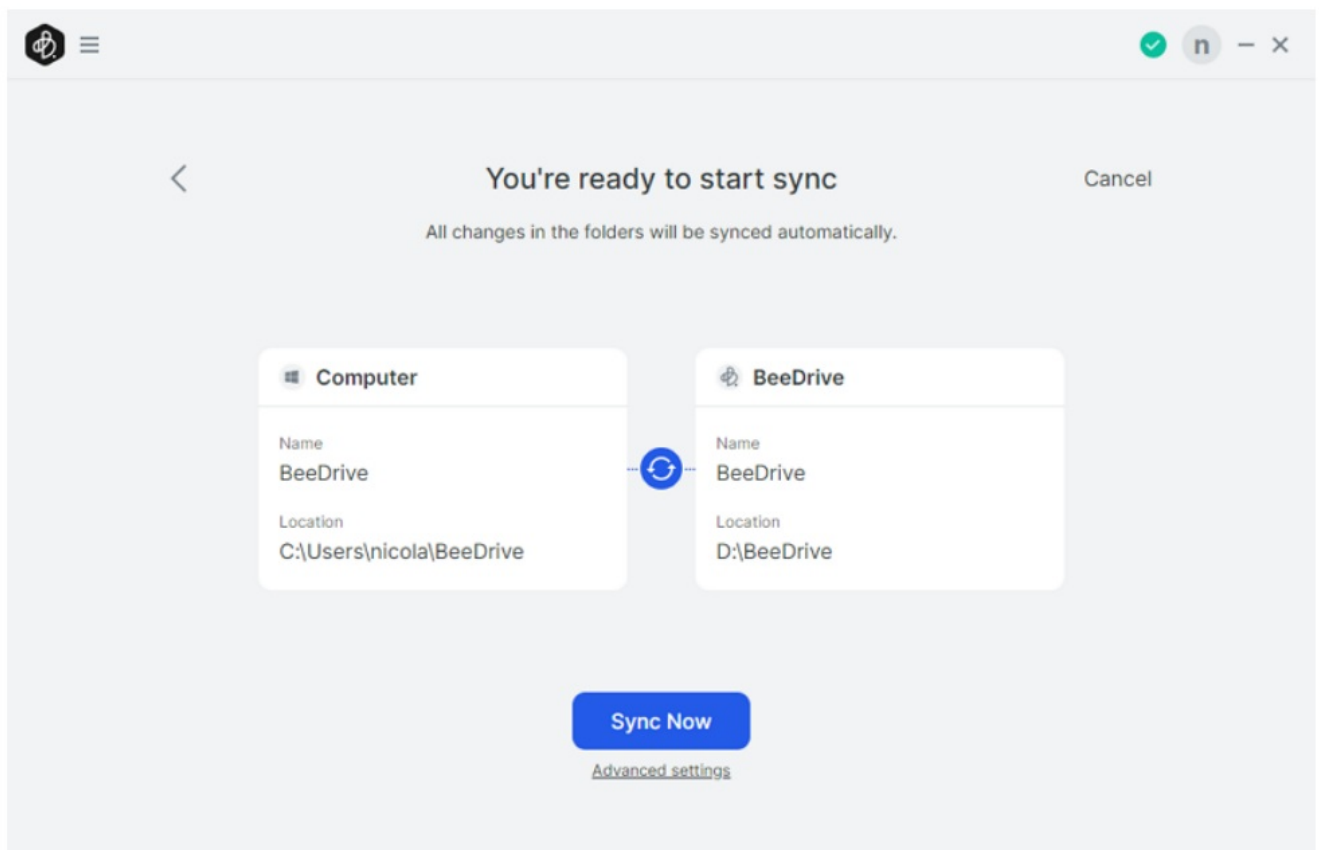 n
You're ready to start sync
Cancel
All changes in the folders will be synced automatically.
Computer
Name
BeeDrive
Location
C:\Users\nicola\BeeDrive
BeeDrive
Name
BeeDrive
Location
D:\BeeDrive
Sync Now
Advanced settings